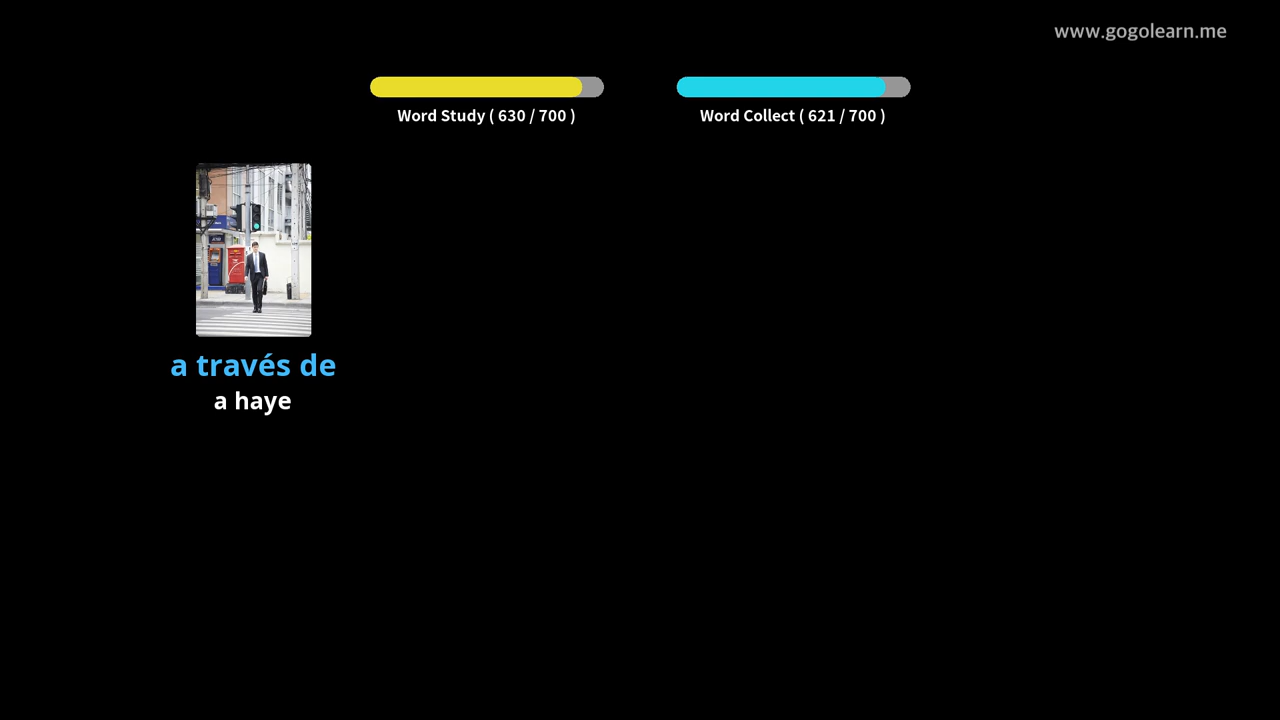 www.gogolearn.me
Word Study ( 630 / 700 )
Word Collect ( 621 / 700 )
a través de
a haye